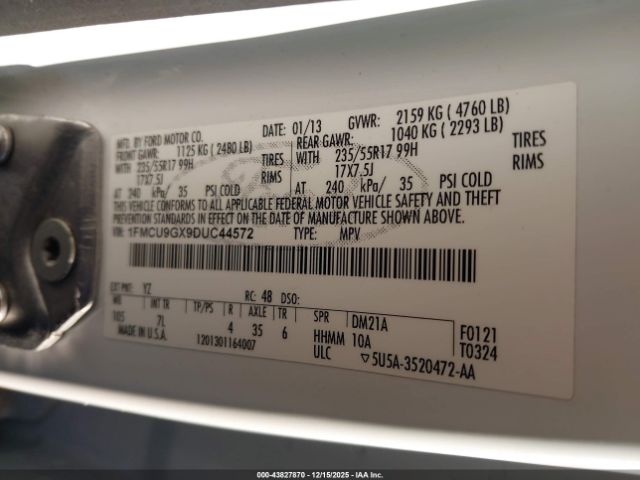 MFD. BY FORD MOTOR CO.
DATE: 01/13 GVWR: 2159 KG ( 4760 LB)
FRONT GAWR: 1125 KG ( 2480 LB) REAR GAWR: 1040 KG ( 2293 LB)
WITH 235/55R17 99H TIRES WITH 235/55R17 99H TIRES
17X7.5J RIMS 17X7.5J RIMS
AT 240 kPa/ 35 PSI COLD AT 240 kPa/ 35 PSI COLD
THIS VEHICLE CONFORMS TO ALL APPLICABLE FEDERAL MOTOR VEHICLE SAFETY AND THEFT
PREVENTION STANDARDS IN EFFECT ON THE DATE OF MANUFACTURE SHOWN ABOVE.
VIN: 1FMCU9GX9DUC44572 TYPE: MPV
EXT PNT: YZ RC: 48 DSO:
WB INT TR TP/PS R AXLE TR SPR DM21A F0121
105 7L 4 35 6 HHMM 10A T0324
MADE IN U.S.A. 1201301164007 ULC 5U5A-3520472-AA
000-43827870 | 12/15/2025 | IAAI, Inc.